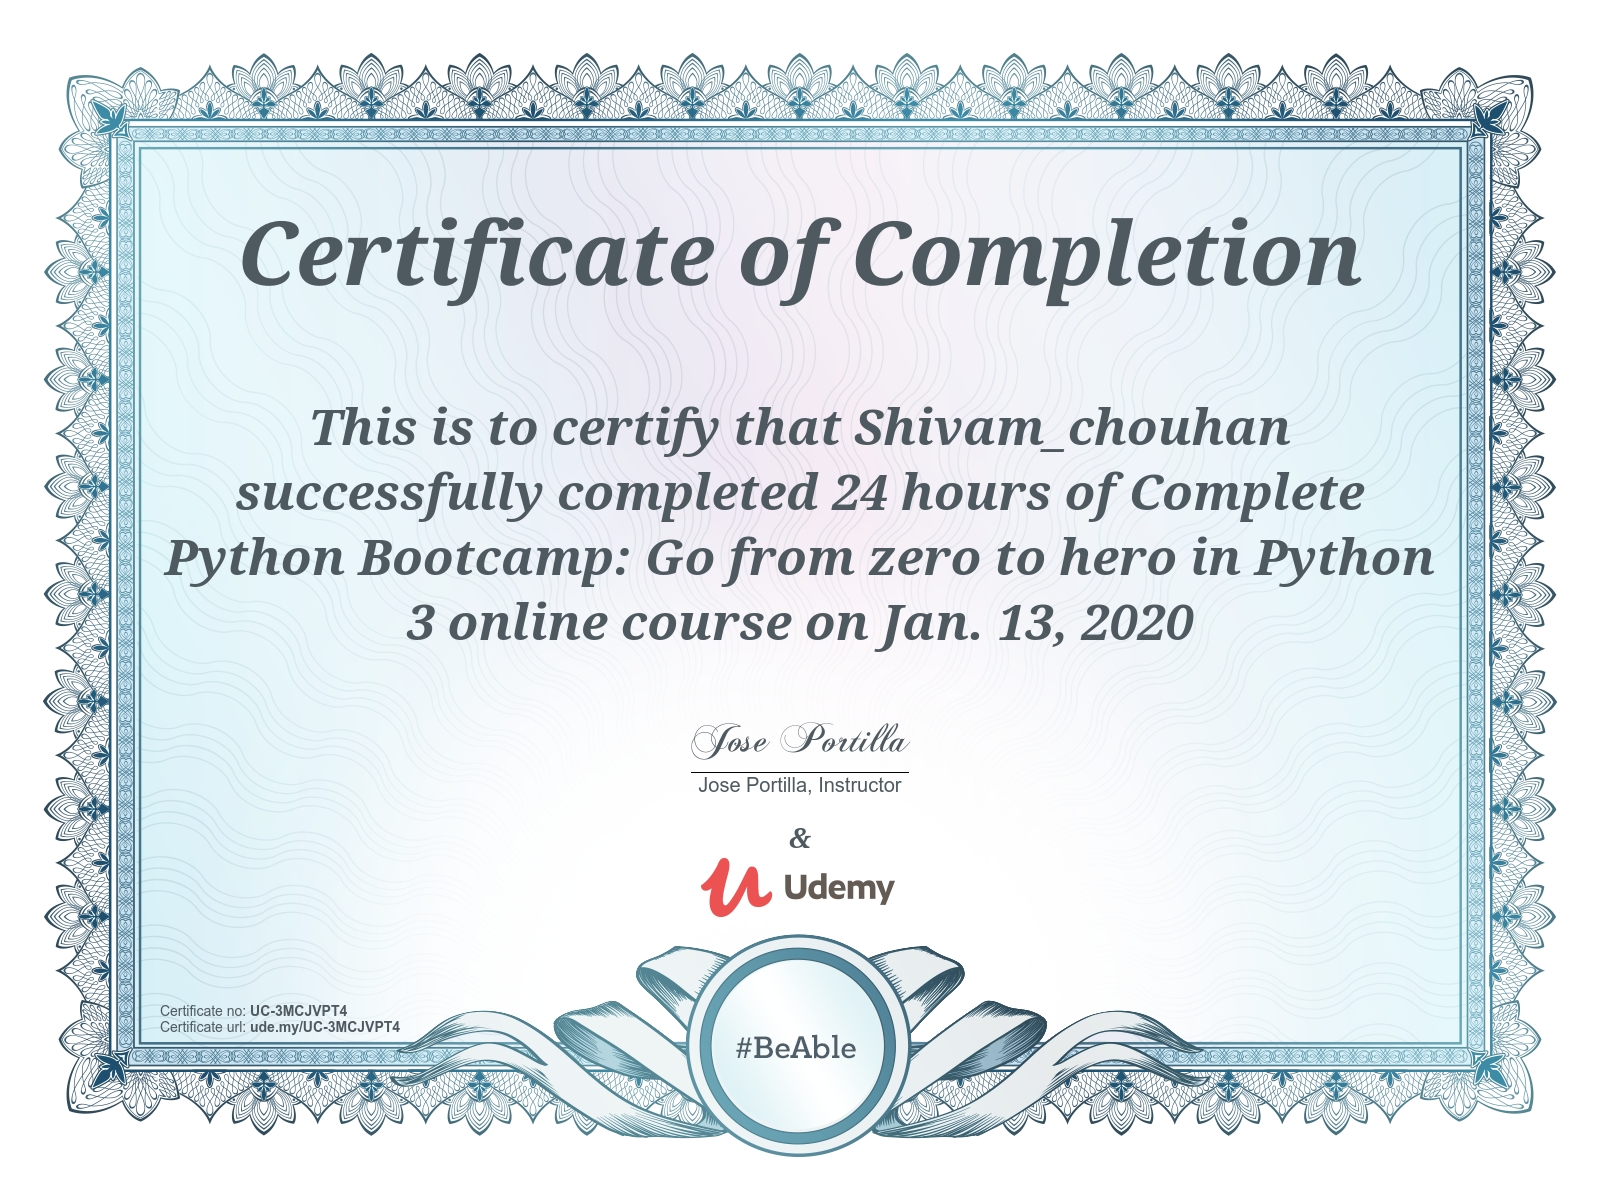 Certificate of Completion
This is to certify that Shivam_chouhan
successfully completed 24 hours of Complete
Python Bootcamp: Go from zero to hero in Python
3 online course on Jan. 13, 2020
Jose Portilla
Jose Portilla, Instructor
&
Udemy
Certificate no: UC-3MCJVPT4
Certificate url: ude.my/UC-3MCJVPT4
#BeAble